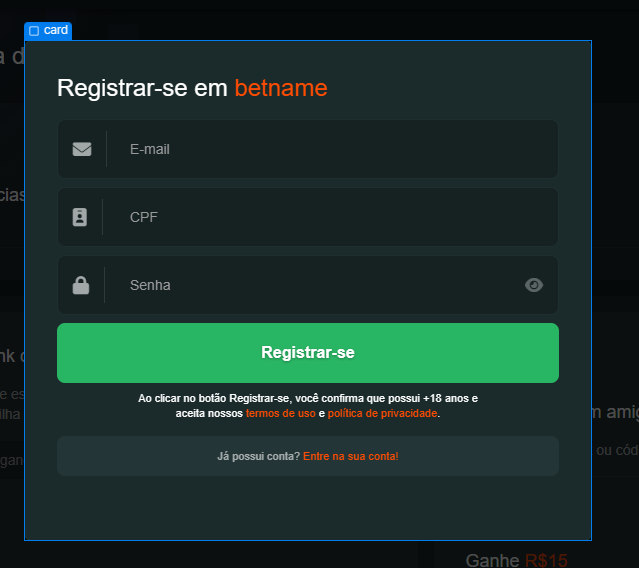 card
a d
Registrar-se em betname
E-mail
cias
CPF
Senha
nk
Registrar-se
e es
ilha
Ao clicar no botão Registrar-se, você confirma que possui +18 anos e
aceita nossos termos de uso e política de privacidade.
m amig
ou cód
gan
Já possui conta? Entre na sua conta!
Ganhe R$15